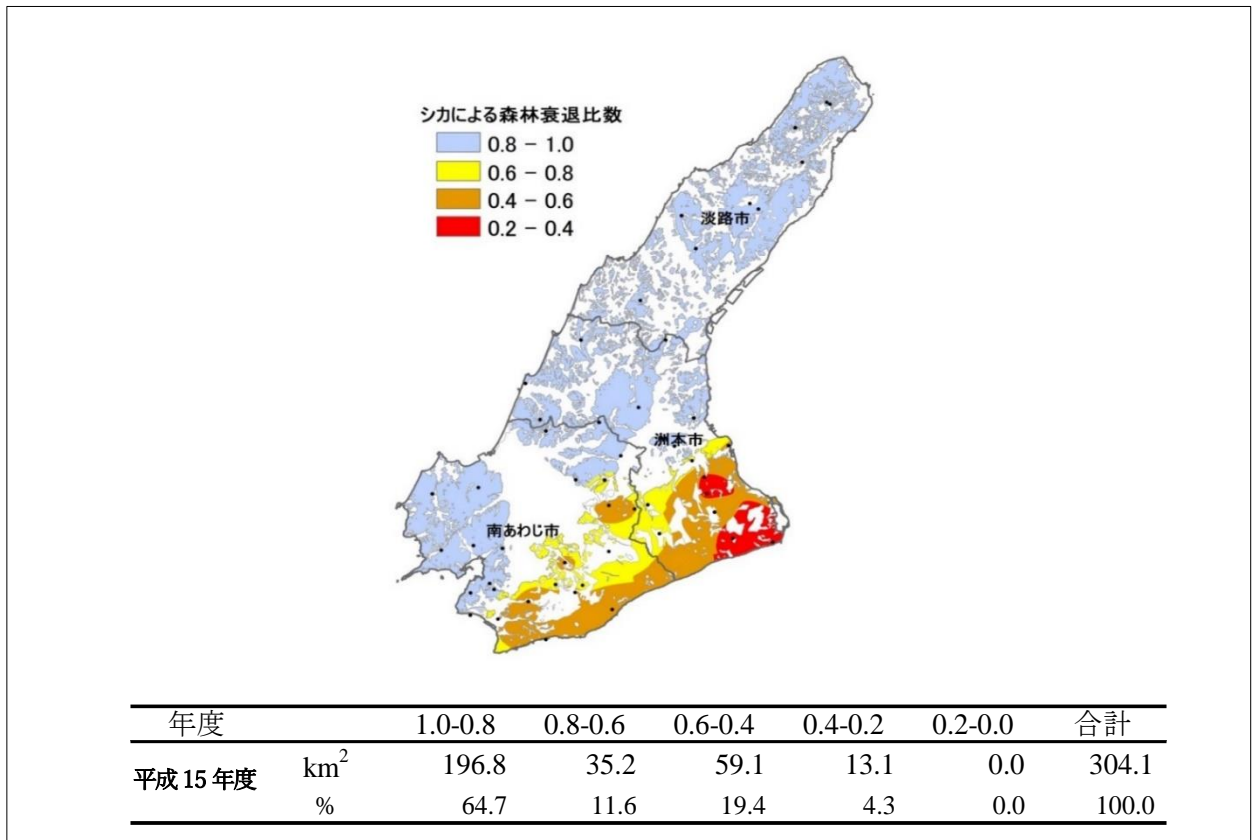 シカによる森林衰退比数
0.8 - 1.0
0.6 - 0.8
0.4 - 0.6
0.2 - 0.4
淡路市
洲本市
南あわじ市
年度 1.0-0.8 0.8-0.6 0.6-0.4 0.4-0.2 0.2-0.0 合計
平成 15 年度 km² 196.8 35.2 59.1 13.1 0.0 304.1
% 64.7 11.6 19.4 4.3 0.0 100.0